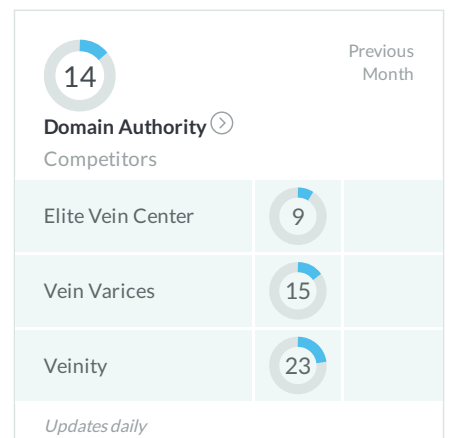 14
Previous
Month
Domain Authority
Competitors
Elite Vein Center 9
Vein Varices 15
Veinity 23
Updates daily